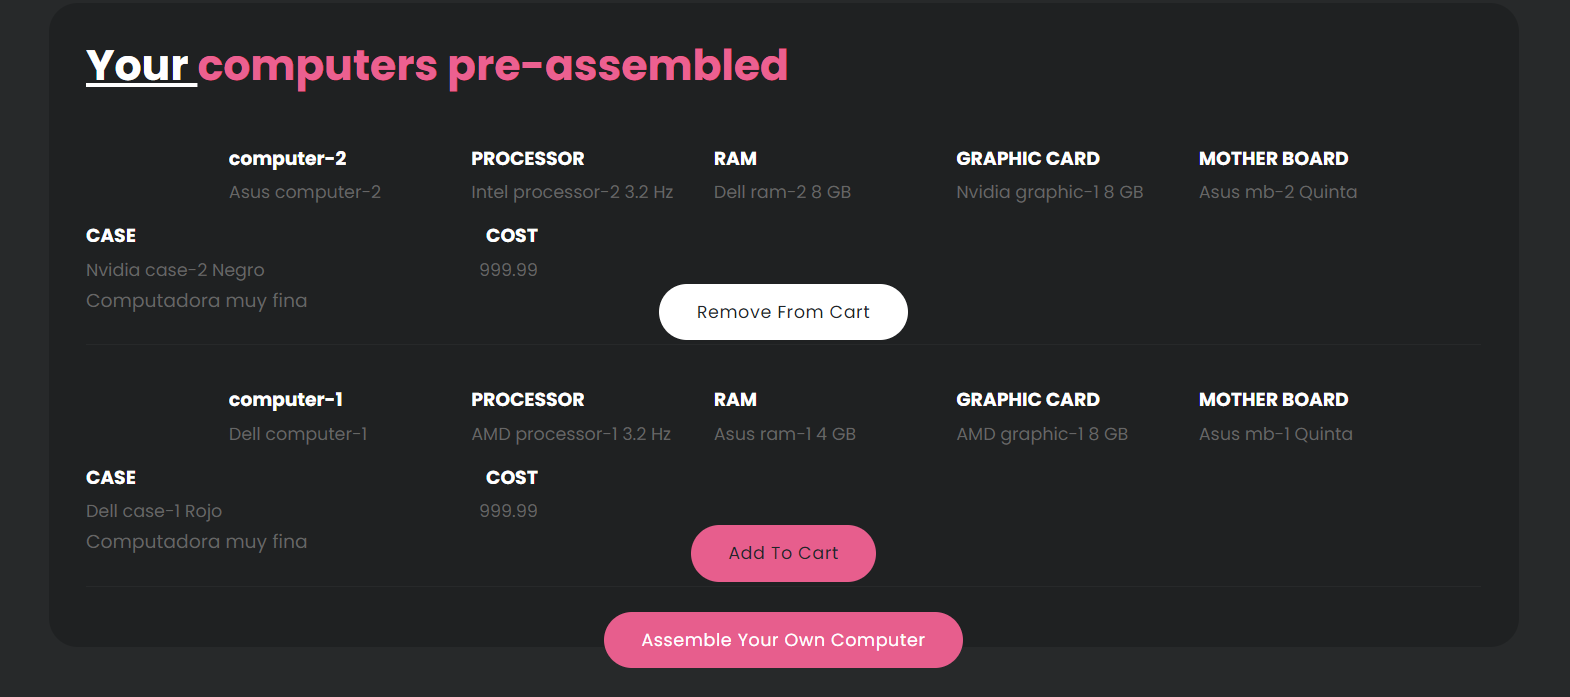 Your computers pre-assembled
computer-2 PROCESSOR RAM GRAPHIC CARD MOTHER BOARD
Asus computer-2 Intel processor-2 3.2 Hz Dell ram-2 8 GB Nvidia graphic-1 8 GB Asus mb-2 Quinta
CASE COST
Nvidia case-2 Negro 999.99
Computadora muy fina
Remove From Cart
computer-1 PROCESSOR RAM GRAPHIC CARD MOTHER BOARD
Dell computer-1 AMD processor-1 3.2 Hz Asus ram-1 4 GB AMD graphic-1 8 GB Asus mb-1 Quinta
CASE COST
Dell case-1 Rojo 999.99
Computadora muy fina
Add To Cart
Assemble Your Own Computer